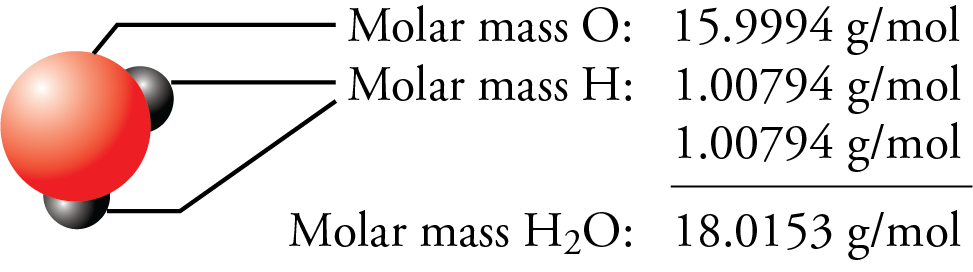 Molar mass O: 15.9994 g/mol
Molar mass H: 1.00794 g/mol
1.00794 g/mol
Molar mass H₂O: 18.0153 g/mol